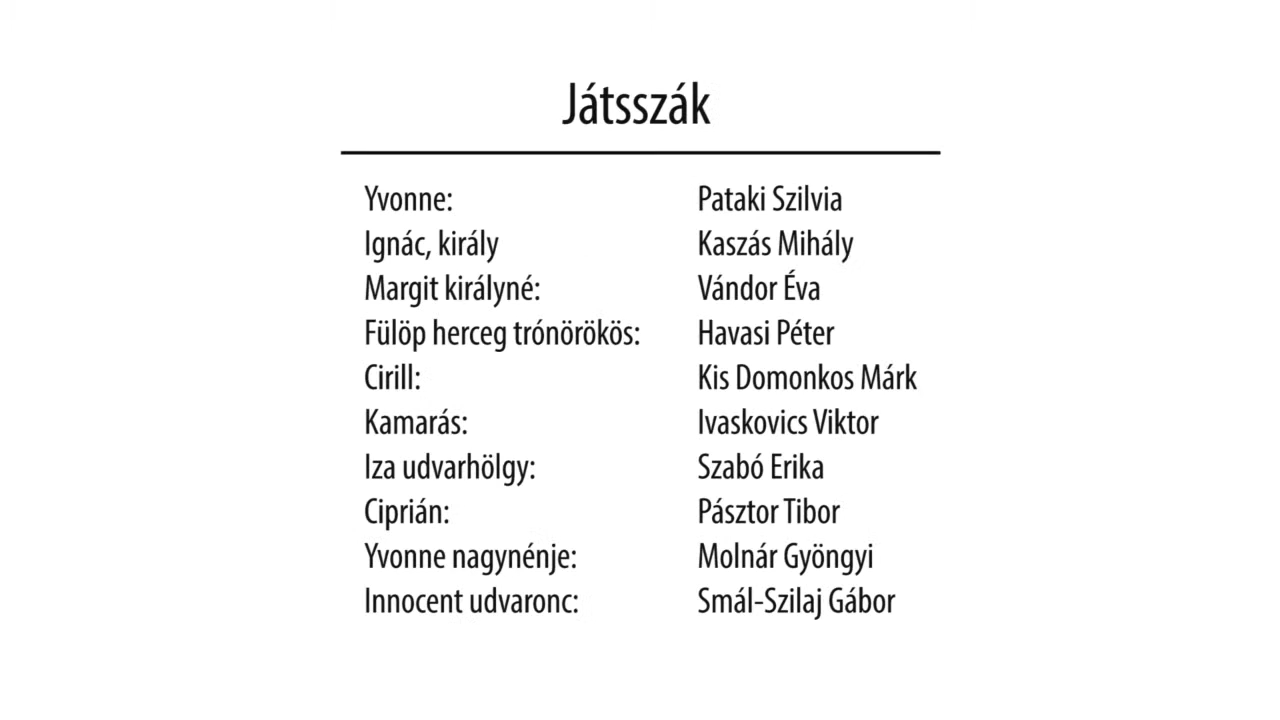 Játsszák
Yvonne: Pataki Szilvia
Ignác, király Kaszás Mihály
Margit királyné: Vándor Éva
Fülöp herceg trónörökös: Havasi Péter
Cirill: Kis Domonkos Márk
Kamarás: Ivaskovics Viktor
Iza udvarhölgy: Szabó Erika
Ciprián: Pásztor Tibor
Yvonne nagynénje: Molnár Gyöngyi
Innocent udvaronc: Smál-Szilaj Gábor